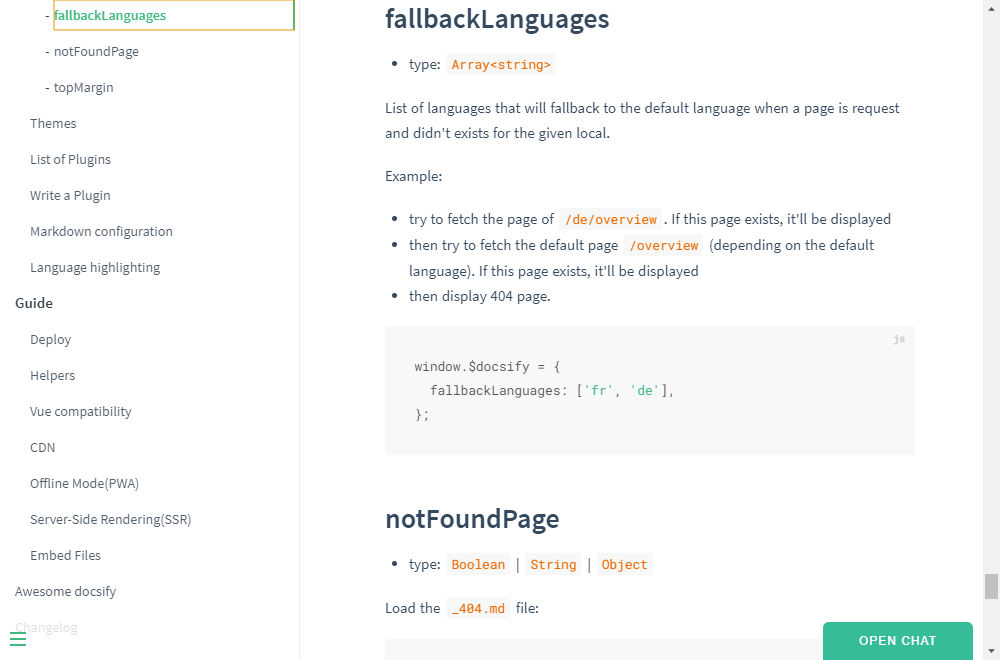 - fallbackLanguages
- notFoundPage
- topMargin
Themes
List of Plugins
Write a Plugin
Markdown configuration
Language highlighting
Guide
Deploy
Helpers
Vue compatibility
CDN
Offline Mode(PWA)
Server-Side Rendering(SSR)
Embed Files
Awesome docsify
Changelog
fallbackLanguages
• type: Array<string>
List of languages that will fallback to the default language when a page is request
and didn't exists for the given local.
Example:
• try to fetch the page of /de/overview . If this page exists, it'll be displayed
• then try to fetch the default page /overview (depending on the default
language). If this page exists, it'll be displayed
• then display 404 page.
js
window.$docsify = {
  fallbackLanguages: ['fr', 'de'],
};
notFoundPage
• type: Boolean | String | Object
Load the _404.md file:
OPEN CHAT